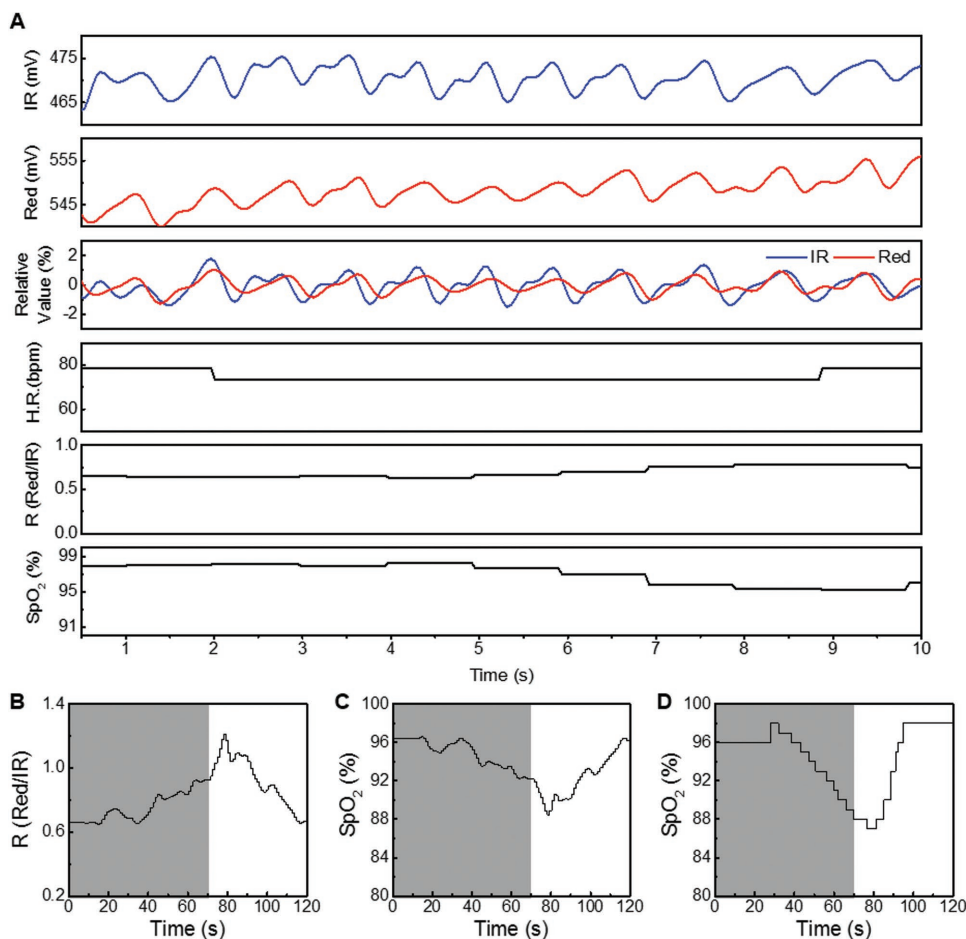 A
IR (mV)
475
465
Red (mV)
555
545
Relative
Value (%)
2
0
-2
IR
Red
H.R.(bpm)
80
60
R (Red/IR)
1.0
0.5
0.0
SpO2 (%)
99
95
91
1 2 3 4 5 6 7 8 9 10
Time (s)
B
R (Red/IR)
1.4
1.0
0.6
0.2
0 20 40 60 80 100 120
Time (s)
C
SpO2 (%)
100
96
92
88
84
80
0 20 40 60 80 100 120
Time (s)
D
SpO2 (%)
100
96
92
88
84
80
0 20 40 60 80 100 120
Time (s)